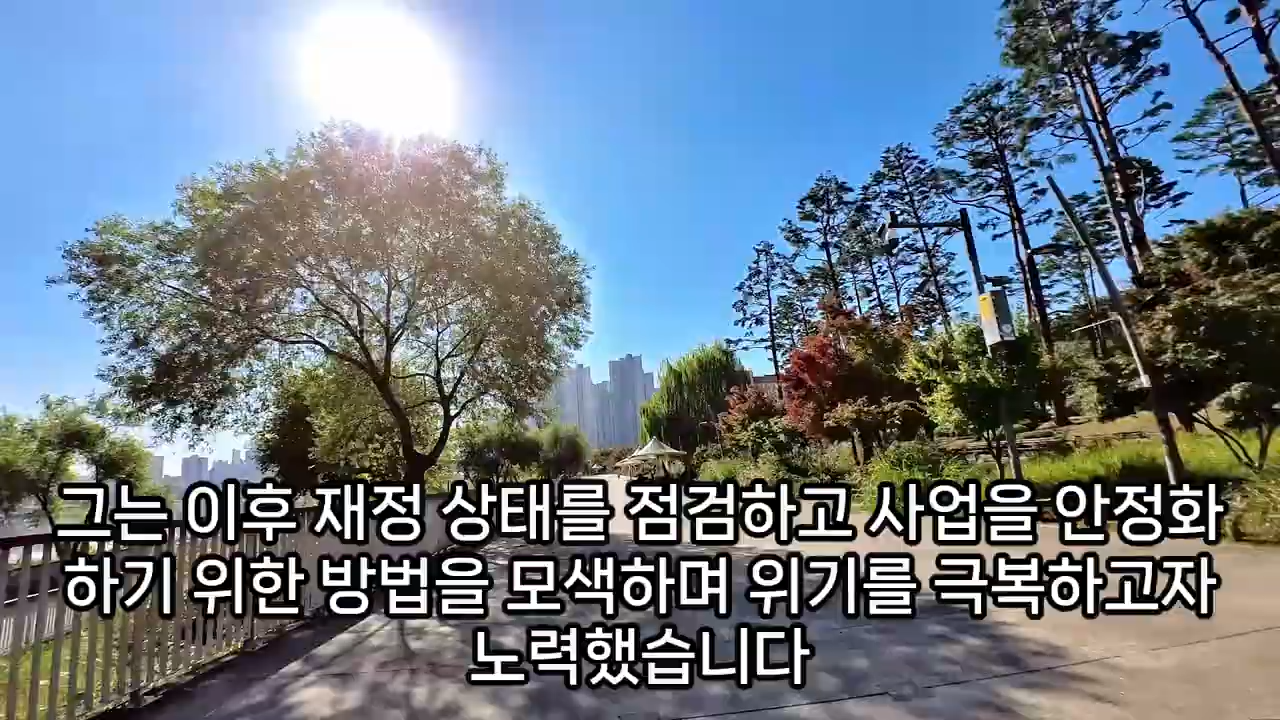 그는 이후 재정 상태를 점검하고 사업을 안정화
하기 위한 방법을 모색하며 위기를 극복하고자
노력했습니다